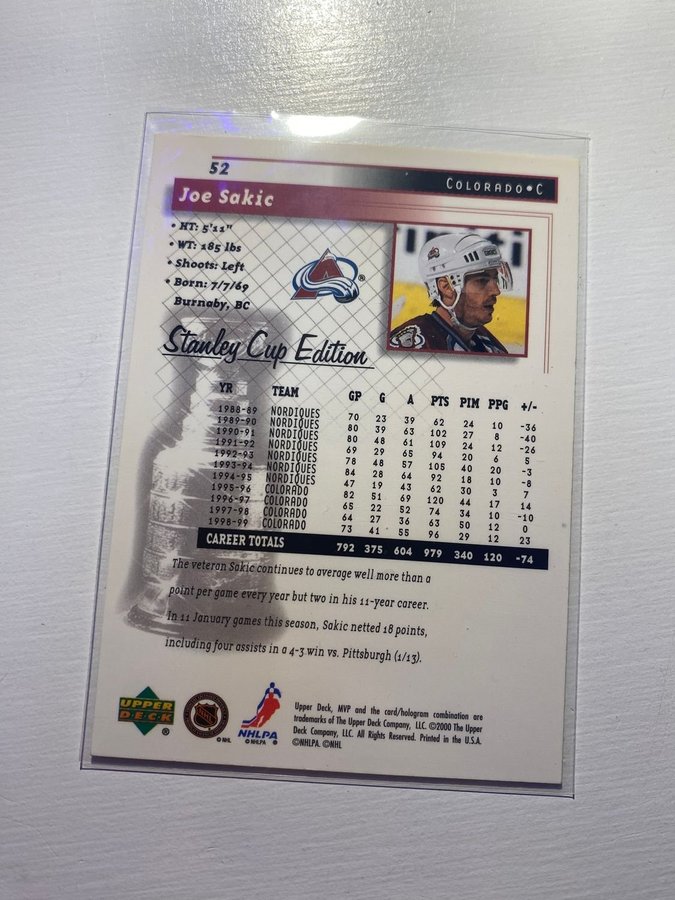 52
COLORADO•C
Joe Sakic
• HT: 5'11"
• WT: 185 lbs
• Shoots: Left
• Born: 7/7/69
Burnaby, BC
®
Stanley Cup Edition
YR TEAM GP G A PTS PIM PPG +/-
1988-89 NORDIQUES 70 23 39 62 24 10 -36
1989-90 NORDIQUES 80 39 63 102 27 8 -40
1990-91 NORDIQUES 80 48 61 109 24 12 -26
1991-92 NORDIQUES 69 29 65 94 20 6 5
1992-93 NORDIQUES 78 48 57 105 40 20 -3
1993-94 NORDIQUES 84 28 64 92 18 10 -8
1994-95 NORDIQUES 47 19 43 62 30 3 7
1995-96 COLORADO 82 51 69 120 44 17 14
1996-97 COLORADO 65 22 52 74 34 10 -10
1997-98 COLORADO 64 27 36 63 50 12 0
1998-99 COLORADO 73 41 55 96 29 12 23
CAREER TOTALS 792 375 604 979 340 120 -74
The veteran Sakic continues to average well more than a
point per game every year but two in his 11-year career.
In 11 January games this season, Sakic netted 18 points,
including four assists in a 4-3 win vs. Pittsburgh (1/13).
UPPER
DECK
®
NHL
© NHL
NHLPA
© NHLPA
Upper Deck, MVP and the card/hologram combination are
trademarks of The Upper Deck Company, LLC. ©2000 The Upper
Deck Company, LLC. All Rights Reserved. Printed in the U.S.A.
©NHLPA. ©NHL